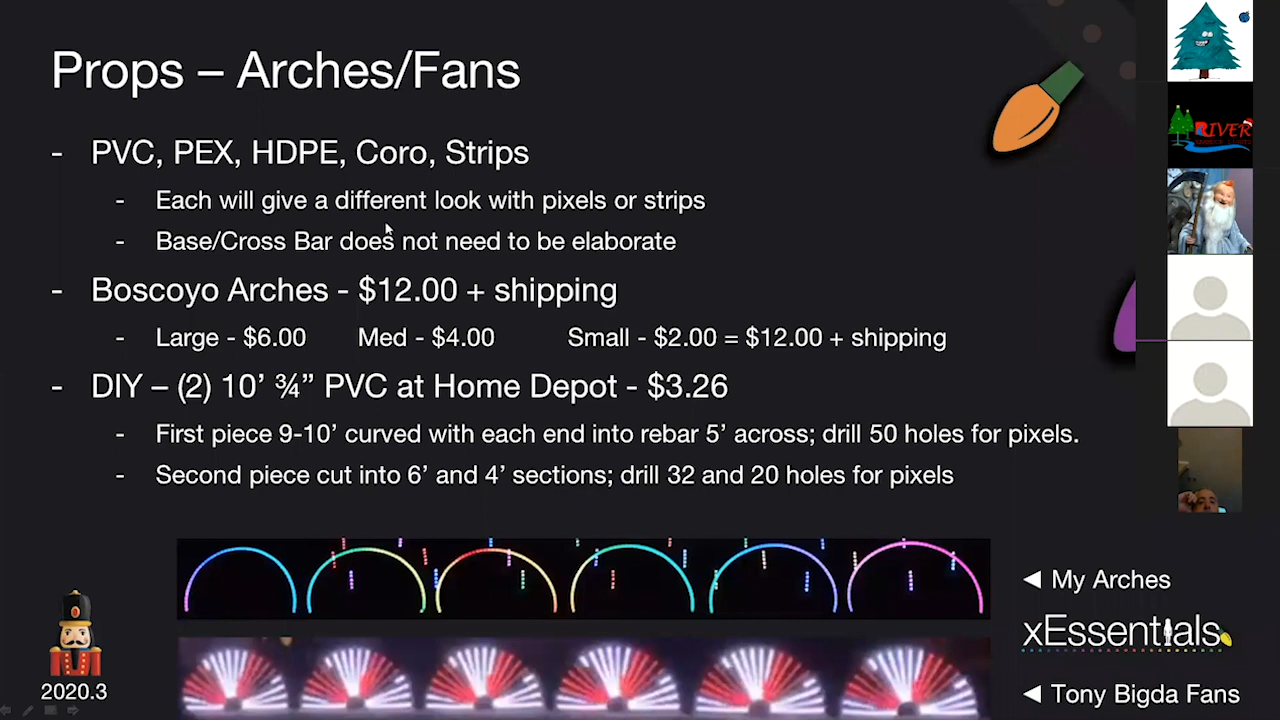 Props – Arches/Fans
- PVC, PEX, HDPE, Coro, Strips
- Each will give a different look with pixels or strips
- Base/Cross Bar does not need to be elaborate
- Boscoyo Arches - $12.00 + shipping
- Large - $6.00 Med - $4.00 Small - $2.00 = $12.00 + shipping
- DIY – (2) 10’ ¾” PVC at Home Depot - $3.26
- First piece 9-10’ curved with each end into rebar 5’ across; drill 50 holes for pixels.
- Second piece cut into 6’ and 4’ sections; drill 32 and 20 holes for pixels
◄ My Arches
xEssentials
◄ Tony Bigda Fans
2020.3
RIVER